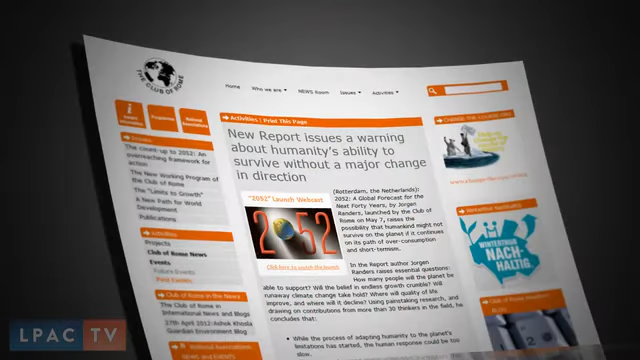 THE CLUB OF ROME
Home
Who we are
NEWS Room
Issues
Activities
Activities | Print This Page
New Report issues a warning
about humanity's ability to
survive without a major change
in direction
"2052" Launch Webcast
2052
Click here to watch the launch
(Rotterdam, the Netherlands):
2052: A Global Forecast for the
Next Forty Years, by Jorgen
Randers, launched by the Club of
Rome on May 7, raises the
possibility that humankind might not
survive on the planet if it continues
on its path of over-consumption
and short-termism.
In the Report author Jorgen
Randers raises essential questions:
How many people will the planet be
able to support? Will the belief in endless growth crumble? Will
runaway climate change take hold? Where will quality of life
improve, and where will it decline? Using painstaking research, and
drawing on contributions from more than 30 thinkers in the field, he
concludes that:
While the process of adapting humanity to the planet's
limitations has started, the human response could be too
slow.
The count-up to 2052: An
overarching framework for
action
The New Working Program of
the Club of Rome
The "Limits to Growth"
A New Path for World
Development
Publications
Activities
Projects
Club of Rome News
Events
Future Events
Past Events
Club of Rome in the News
The Club of Rome in
International News and Blogs
27th April 2012: Ashok Khosla
Guardian Environment Blog
WINTERTHUR
NACH-
HALTIG.
LPAC TV